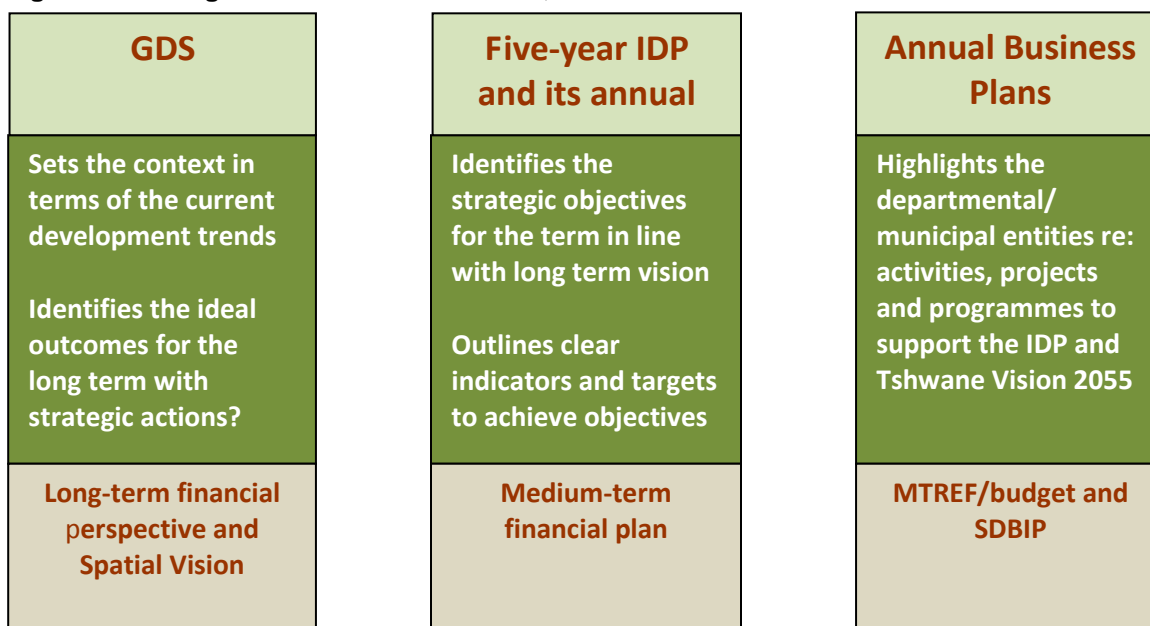 GDS
Sets the context in
terms of the current
development trends
Identifies the ideal
outcomes for the
long term with
strategic actions?
Long-term financial
perspective and
Spatial Vision
Five-year IDP
and its annual
Identifies the
strategic objectives
for the term in line
with long term vision
Outlines clear
indicators and targets
to achieve objectives
Medium-term
financial plan
Annual Business
Plans
Highlights the
departmental/
municipal entities re:
activities, projects
and programmes to
support the IDP and
Tshwane Vision 2055
MTREF/budget and
SDBIP